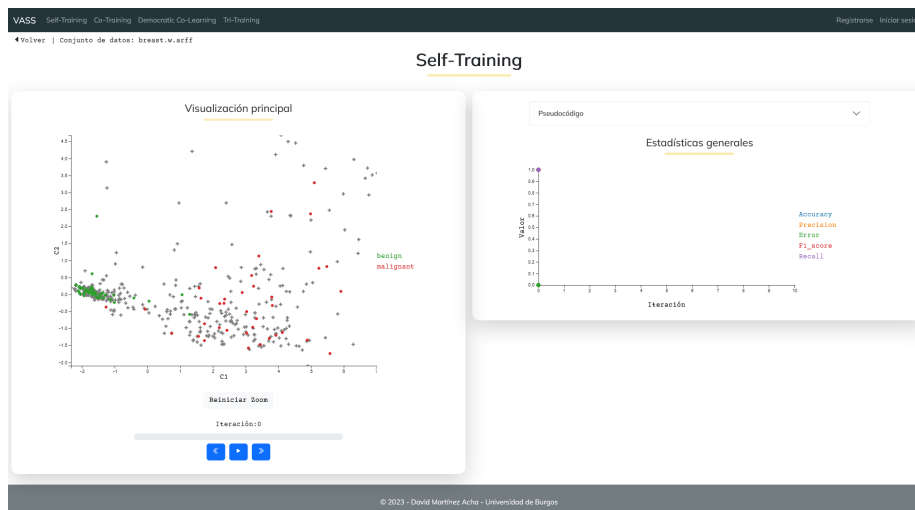 VASS Self-Training Co-Training Democratic Co-Learning Tri-Training Registrarse Iniciar sesi
Volver | Conjunto de datos: breast.w.arff
Self-Training
Visualización principal
4.5
4.0
3.5
3.0
2.5
2.0
1.5
1.0
0.5
0.0
-0.5
-1.0
-1.5
-2.0
C2
-2 -1 0 1 2 3 4 5 6
C1
benign
malignant
Reiniciar Zoom
Iteración:0
Pseudocódigo
Estadísticas generales
1.0
0.9
0.8
0.7
0.6
0.5
0.4
0.3
0.2
0.1
0.0
Valor
0 1 2 3 4 5 6 7 8 9 10
Iteración
Accuracy
Precision
Error
F1_score
Recall
© 2023 - David Martínez Acha - Universidad de Burgos